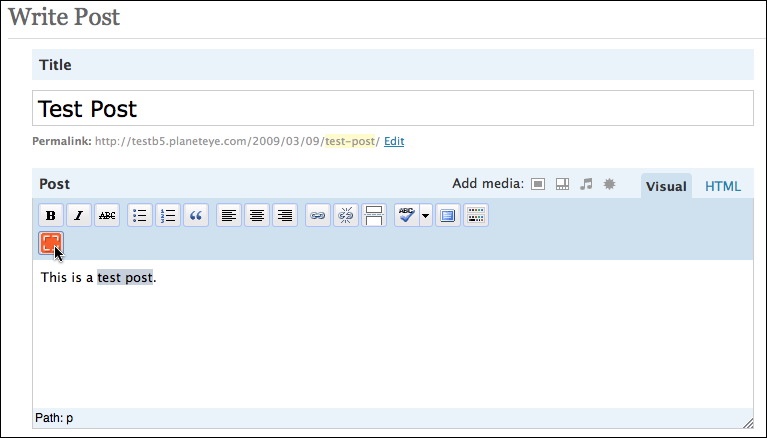 Write Post
Title
Test Post
Permalink: http://testb5.planeteye.com/2009/03/09/test-post/ Edit
Post Add media: Visual HTML
B I ABC ABC
This is a test post.
Path: p